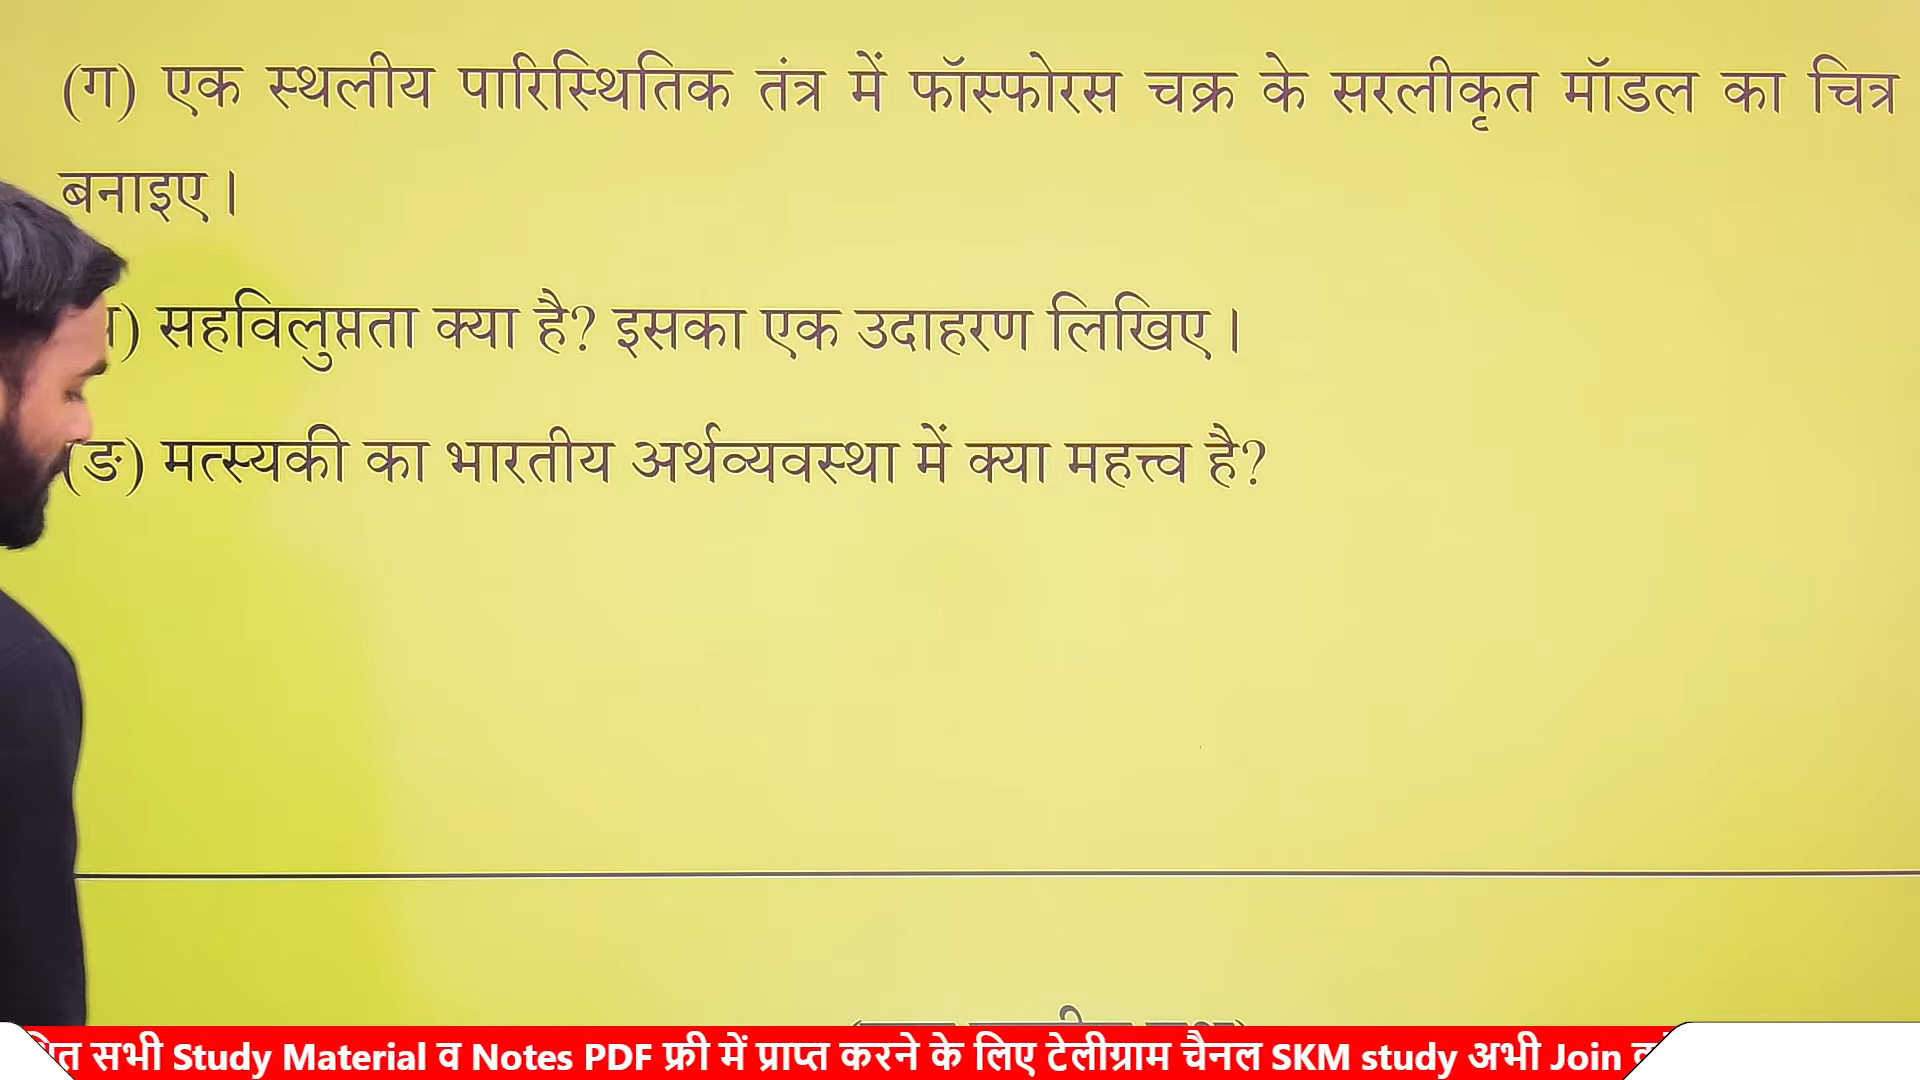 (ग) एक स्थलीय पारिस्थितिक तंत्र में फॉस्फोरस चक्र के सरलीकृत मॉडल का चित्र
बनाइए।
सहविलुप्तता क्या है? इसका एक उदाहरण लिखिए।
(ङ) मत्स्यकी का भारतीय अर्थव्यवस्था में क्या महत्त्व है?
सभी Study Material व Notes PDF फ्री में प्राप्त करने के लिए टेलीग्राम चैनल SKM study अभी Join